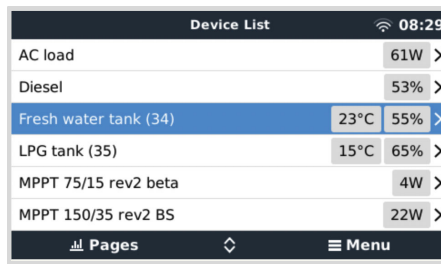 Device List 08:29
AC load 61W
Diesel 53%
Fresh water tank (34) 23°C 55%
LPG tank (35) 15°C 65%
MPPT 75/15 rev2 beta 4W
MPPT 150/35 rev2 BS 22W
Pages Menu